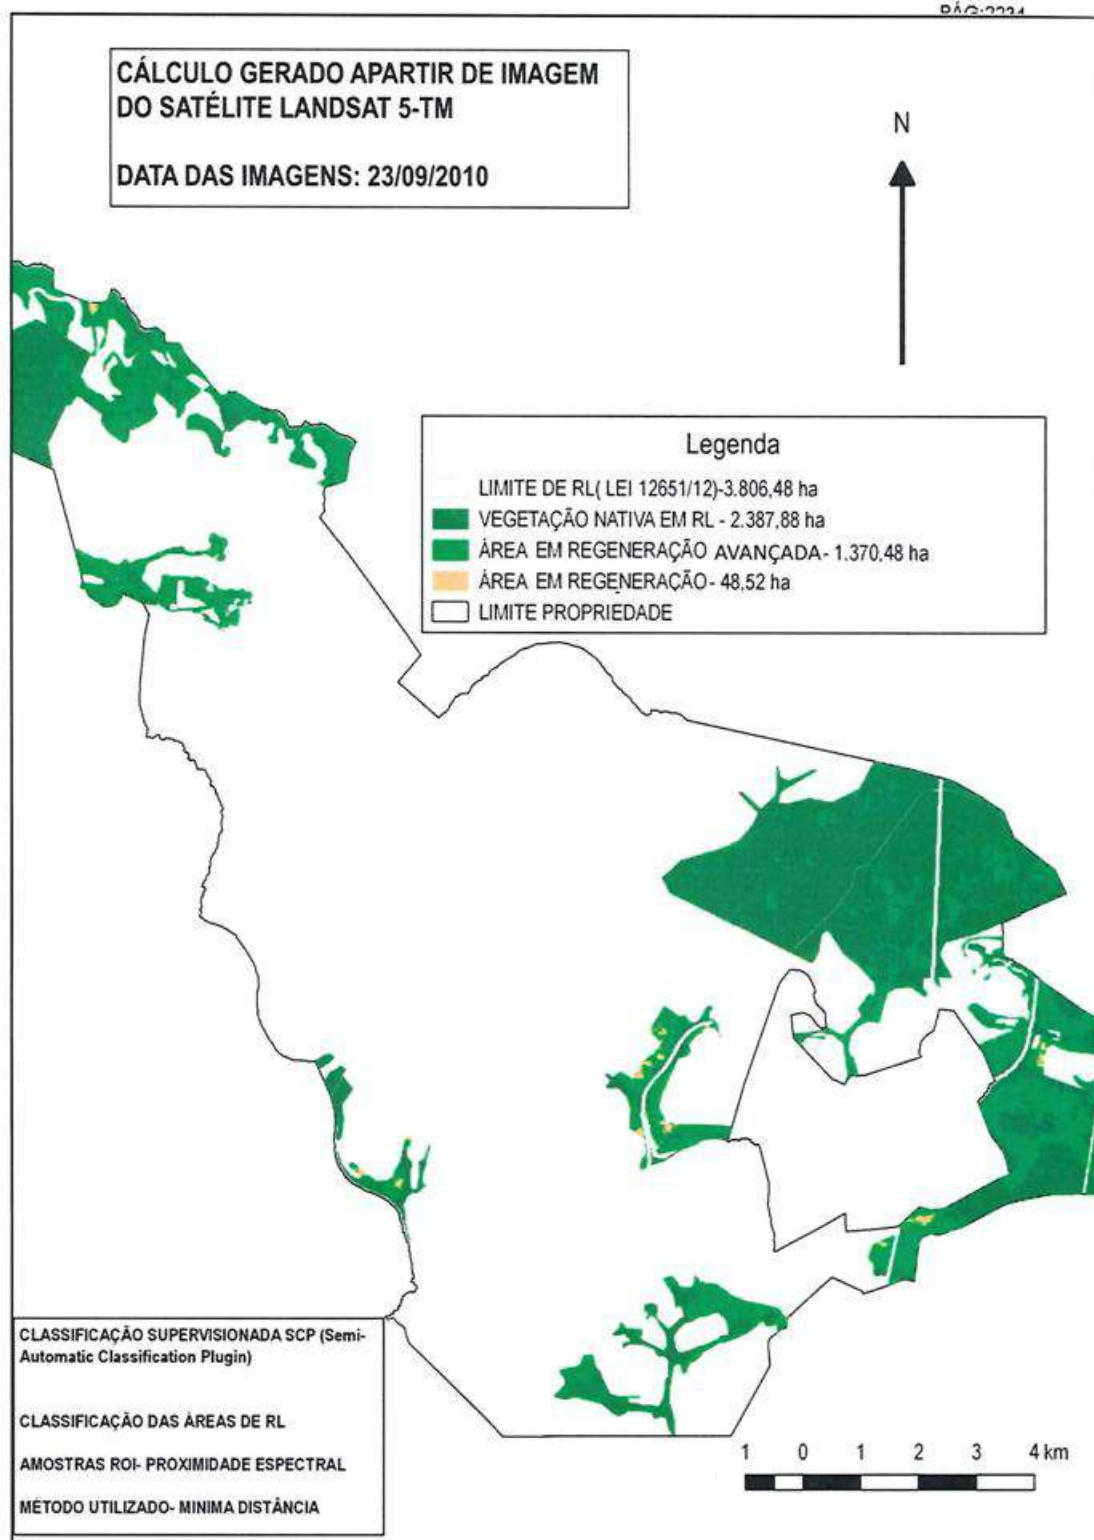 PÁG:2234
CÁLCULO GERADO APARTIR DE IMAGEM
DO SATÉLITE LANDSAT 5-TM
DATA DAS IMAGENS: 23/09/2010
N
Legenda
LIMITE DE RL( LEI 12651/12)-3.806,48 ha
VEGETAÇÃO NATIVA EM RL - 2.387,88 ha
ÁREA EM REGENERAÇÃO AVANÇADA- 1.370,48 ha
ÁREA EM REGENERAÇÃO - 48,52 ha
LIMITE PROPRIEDADE
CLASSIFICAÇÃO SUPERVISIONADA SCP (Semi-
Automatic Classification Plugin)
CLASSIFICAÇÃO DAS ÀREAS DE RL
AMOSTRAS ROI- PROXIMIDADE ESPECTRAL
MÉTODO UTILIZADO- MINIMA DISTÂNCIA
1 0 1 2 3 4 km